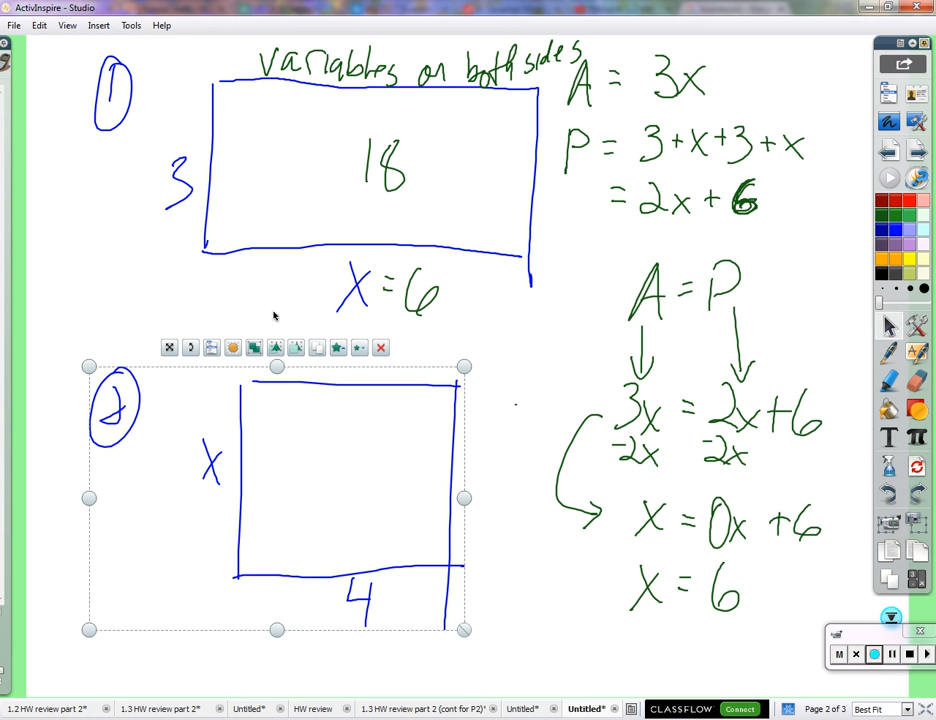 ActivInspire - Studio
File Edit View Insert Tools Help
variables on both sides
1
3
18
x = 6
A = 3x
P = 3+x+3+x
= 2x + 6
A = P
3x = 2x+6
-2x -2x
x = 0x +6
x = 6
2
x
4
M
1.2 HW review part 2* 1.3 HW review part 2* Untitled* HW review 1.3 HW review part 2 (cont for P2)* Untitled* Untitled* CLASSFLOW Connect Page 2 of 3 Best Fit